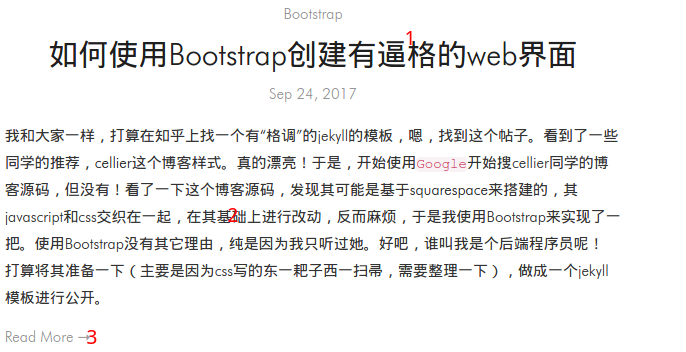 Bootstrap
1
如何使用Bootstrap创建有逼格的web界面
Sep 24, 2017
我和大家一样，打算在知乎上找一个有“格调”的jekyll的模板，嗯，找到这个帖子。看到了一些
同学的推荐，cellier这个博客样式。真的漂亮！于是，开始使用Google开始搜cellier同学的博
客源码，但没有！看了一下这个博客源码，发现其可能是基于squarespace来搭建的，其
javascript和css交织在一起，在其基础上进行改动，反而麻烦，于是我使用Bootstrap来实现了一
2
把。使用Bootstrap没有其它理由，纯是因为我只听过她。好吧，谁叫我是个后端程序员呢！
打算将其准备一下（主要是因为css写的东一耙子西一扫帚，需要整理一下），做成一个jekyll
模板进行公开。
Read More →
3